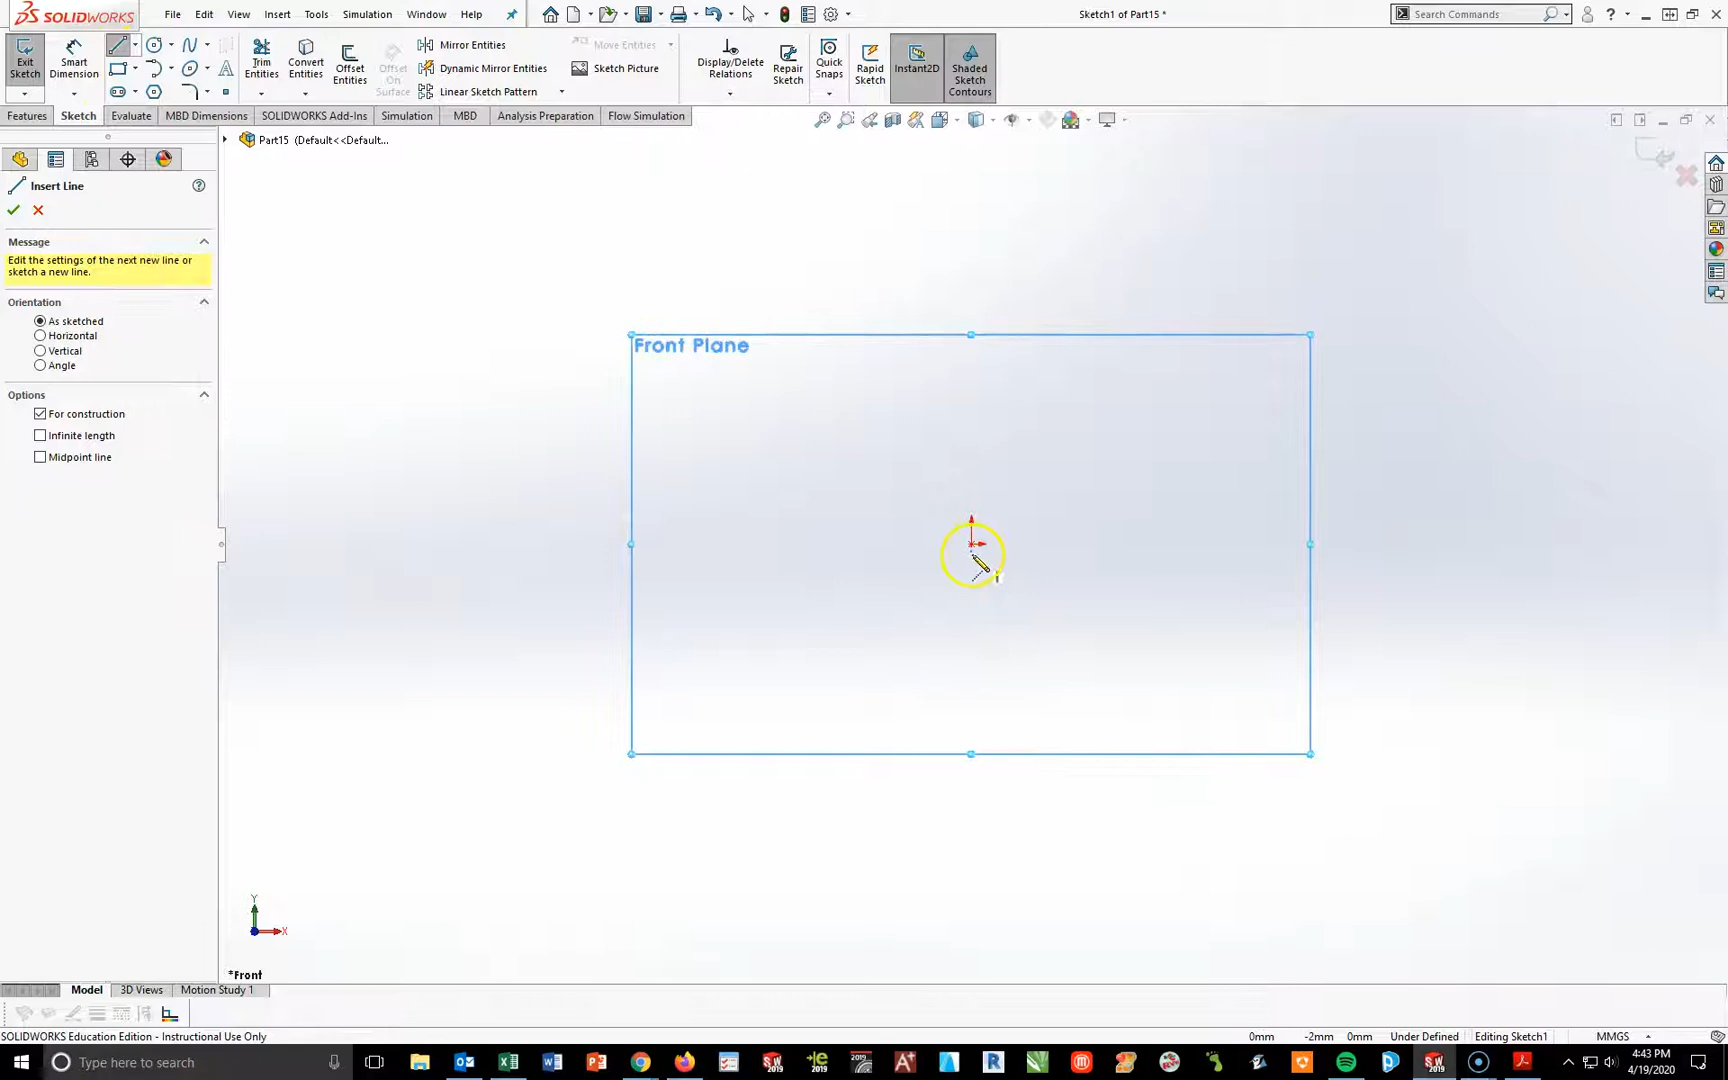 SOLIDWORKS File Edit View Insert Tools Simulation Window Help Sketch1 of Part15 * Search Commands
Exit Sketch
Smart Dimension
Trim Entities
Convert Entities
Offset Entities
Offset On Surface
Mirror Entities
Dynamic Mirror Entities
Linear Sketch Pattern
Move Entities
Sketch Picture
Display/Delete Relations
Repair Sketch
Quick Snaps
Rapid Sketch
Instant2D
Shaded Sketch Contours
Features Sketch Evaluate MBD Dimensions SOLIDWORKS Add-Ins Simulation MBD Analysis Preparation Flow Simulation
Part15 (Default<<Default...
Insert Line
Message
Edit the settings of the next new line or
sketch a new line.
Orientation
As sketched
Horizontal
Vertical
Angle
Options
For construction
Infinite length
Midpoint line
Front Plane
Y
X
*Front
Model 3D Views Motion Study 1
SOLIDWORKS Education Edition - Instructional Use Only 0mm -2mm 0mm Under Defined Editing Sketch1 MMGS
Type here to search
4:43 PM
4/19/2020